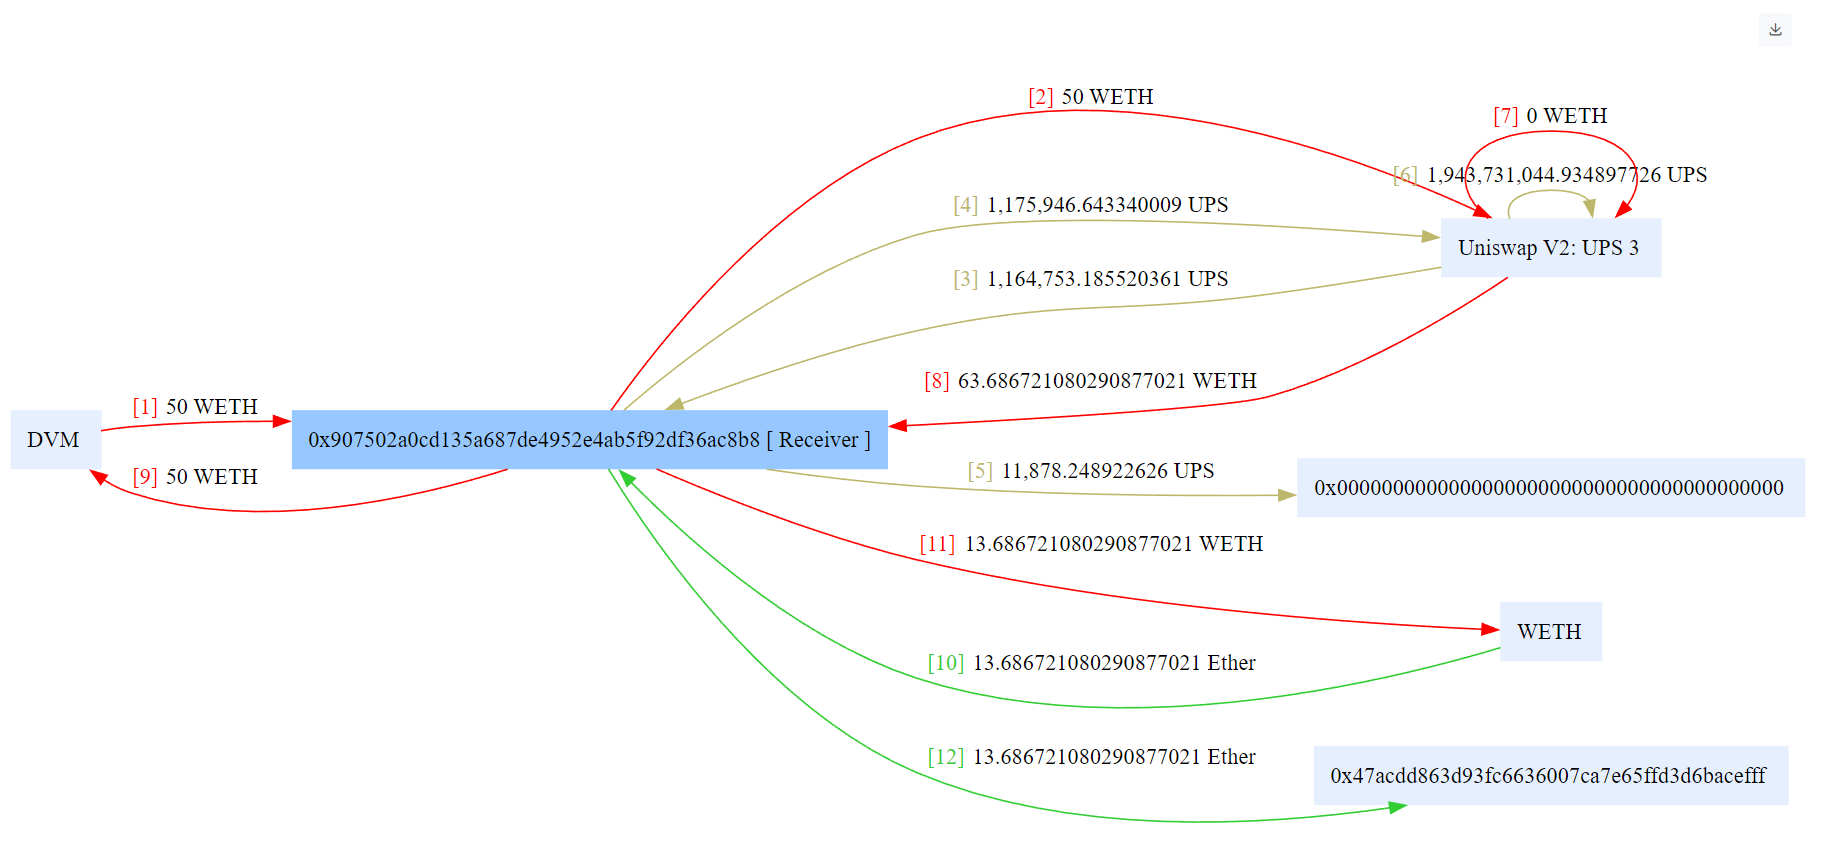 [2] 50 WETH
[7] 0 WETH
[6] 1,943,731,044.934897726 UPS
[4] 1,175,946.643340009 UPS
Uniswap V2: UPS 3
[3] 1,164,753.185520361 UPS
[8] 63.686721080290877021 WETH
[1] 50 WETH
DVM
0x907502a0cd135a687de4952e4ab5f92df36ac8b8 [ Receiver ]
[9] 50 WETH
[5] 11,878.248922626 UPS
0x0000000000000000000000000000000000000000
[11] 13.686721080290877021 WETH
WETH
[10] 13.686721080290877021 Ether
[12] 13.686721080290877021 Ether
0x47acdd863d93fc6636007ca7e65ffd3d6bacefff